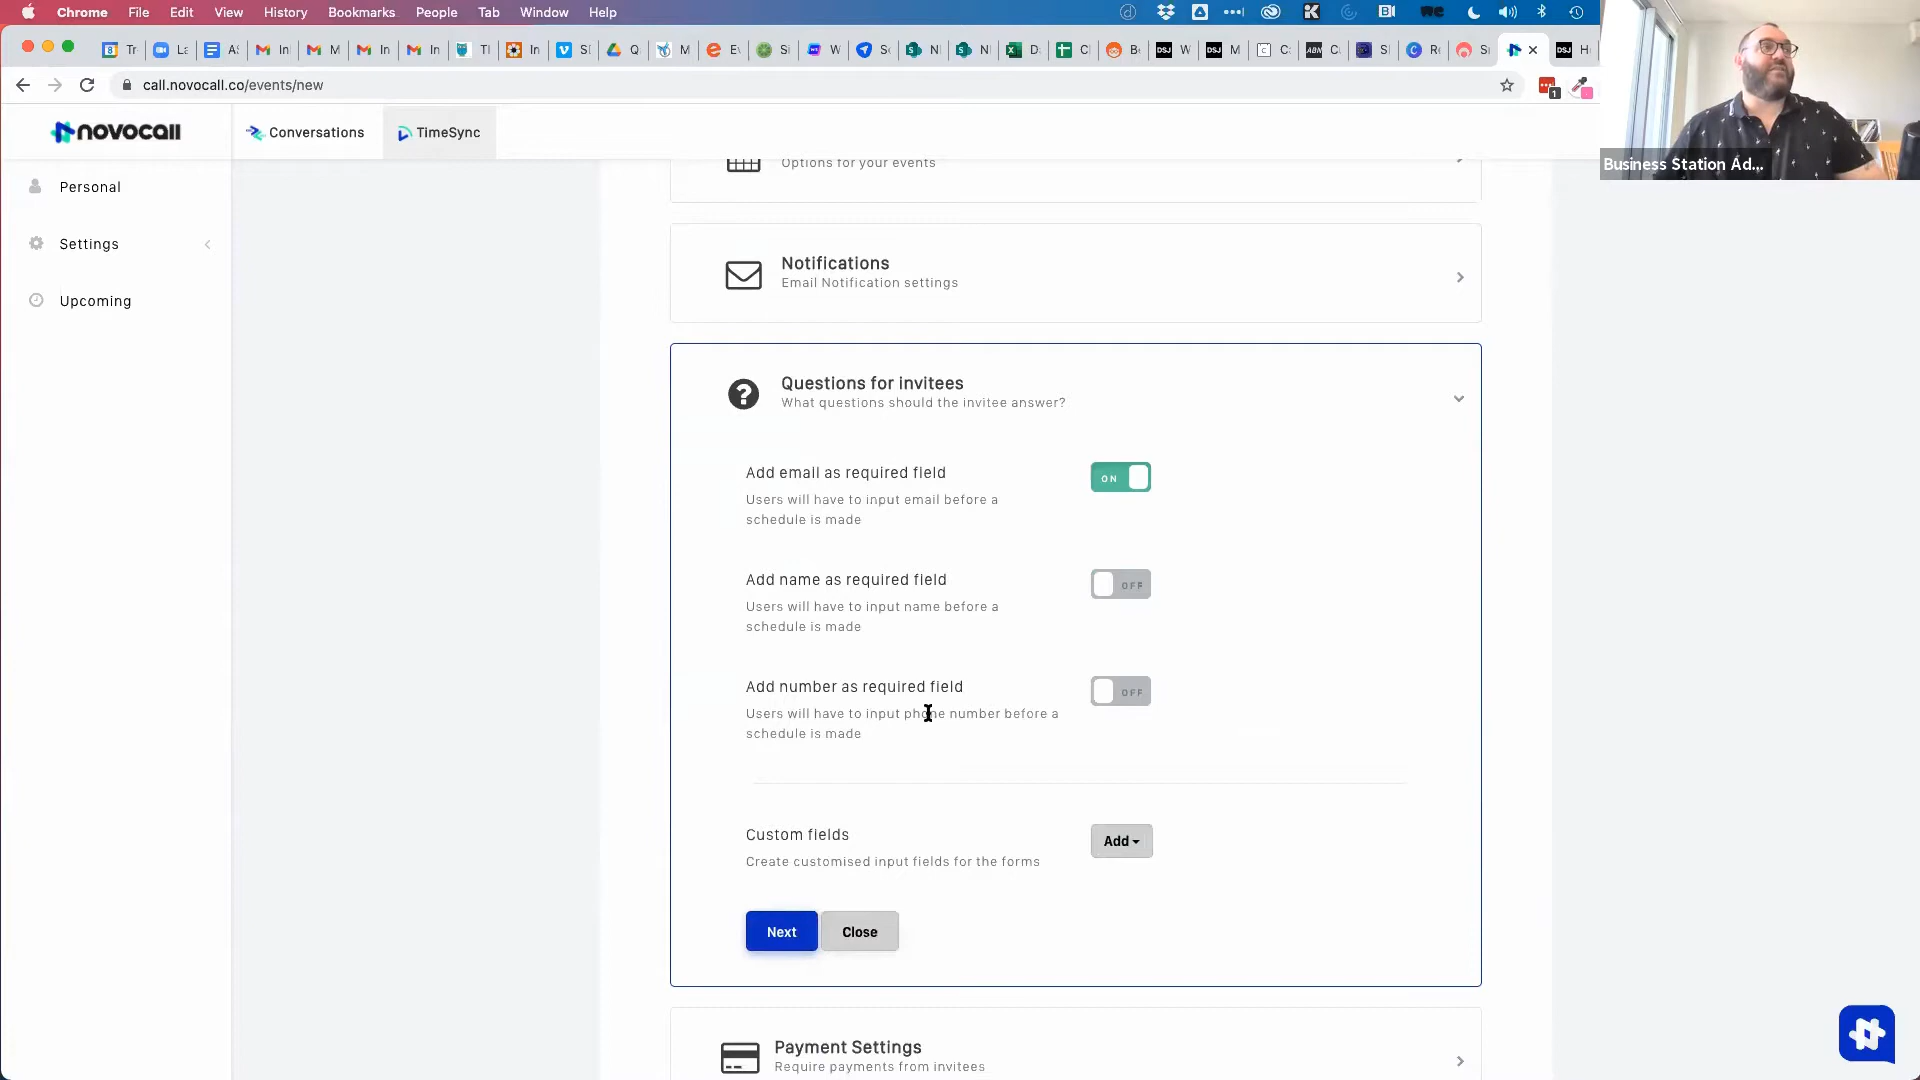 Chrome File Edit View History Bookmarks People Tab Window Help
call.novocall.co/events/new
novocall
Conversations
TimeSync
Business Station Ad...
Personal
Settings
Upcoming
Options for your events
Notifications
Email Notification settings
Questions for invitees
What questions should the invitee answer?
Add email as required field
ON
Users will have to input email before a
schedule is made
Add name as required field
OFF
Users will have to input name before a
schedule is made
Add number as required field
OFF
Users will have to input phone number before a
schedule is made
Custom fields
Add
Create customised input fields for the forms
Next
Close
Payment Settings
Require payments from invitees